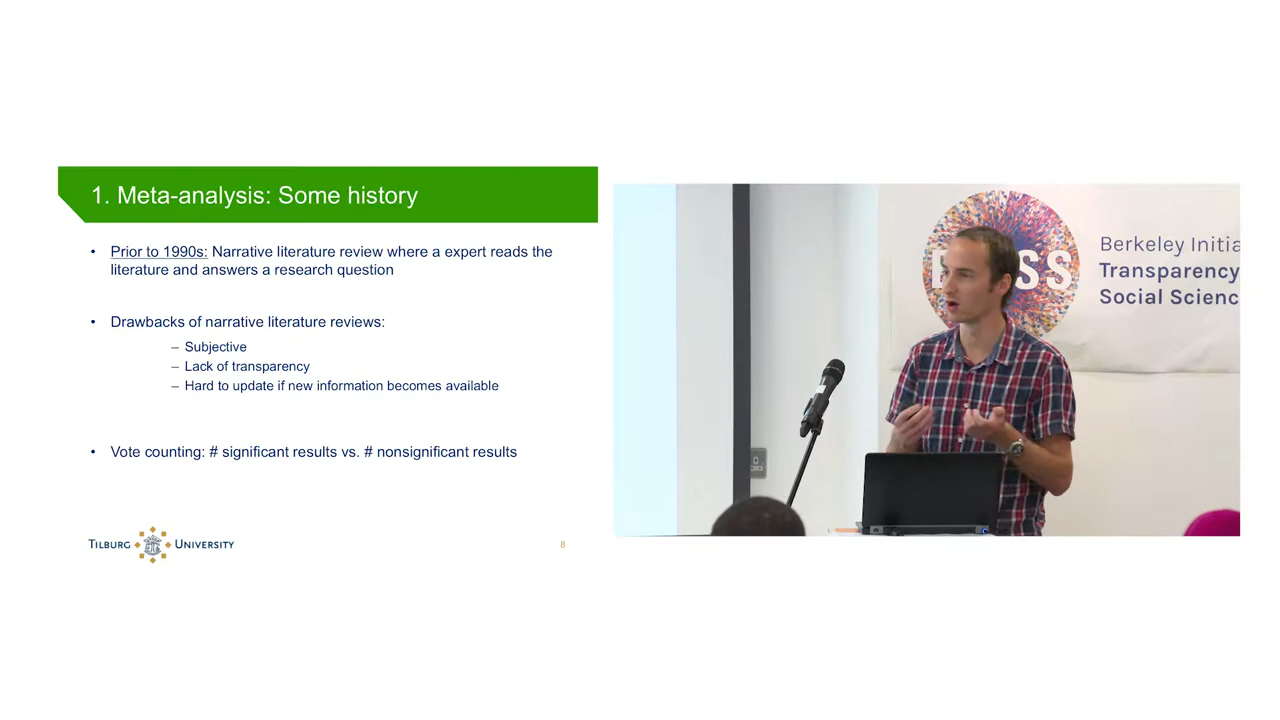 1. Meta-analysis: Some history
• Prior to 1990s: Narrative literature review where a expert reads the
literature and answers a research question
• Drawbacks of narrative literature reviews:
– Subjective
– Lack of transparency
– Hard to update if new information becomes available
• Vote counting: # significant results vs. # nonsignificant results
TILBURG UNIVERSITY
8
Berkeley Initia
Transparency
Social Scienc
SS